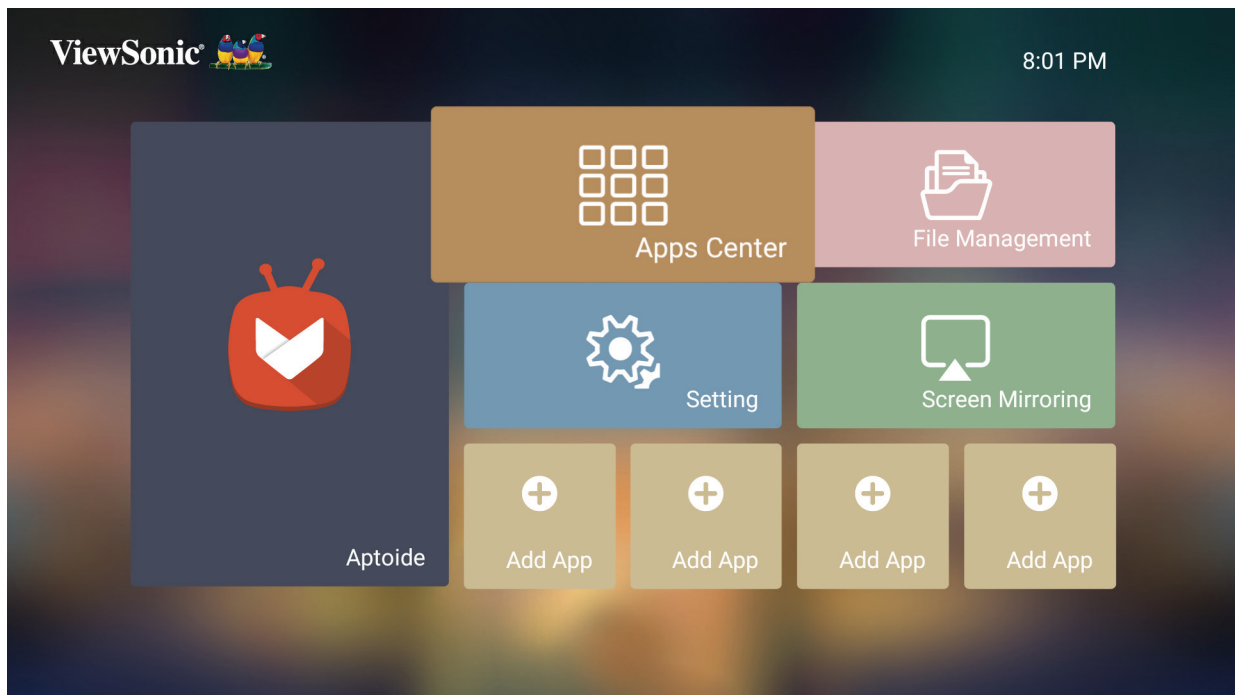 ViewSonic®
8:01 PM
Apps Center
File Management
Setting
Screen Mirroring
Aptoide
Add App
Add App
Add App
Add App